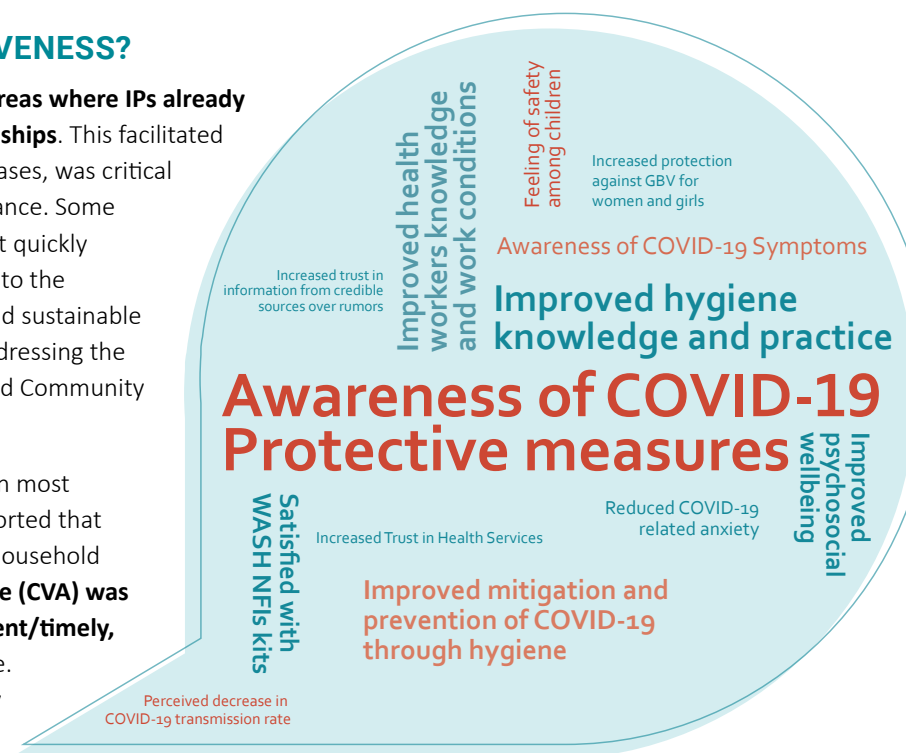 VENESS?
reas where IPs already
ships. This facilitated
ases, was critical
ance. Some
t quickly
to the
d sustainable
dressing the
d Community
n most
orted that
ousehold
e (CVA) was
ent/timely,
e.
Improved health
workers knowledge
and work conditions
Feeling of safety
among children
Increased protection
against GBV for
women and girls
Awareness of COVID-19 Symptoms
Increased trust in
information from credible
sources over rumors
Improved hygiene
knowledge and practice
Awareness of COVID-19
Protective measures
Improved
psychosocial
wellbeing
Satisfied with
WASH NFIs kits
Increased Trust in Health Services
Reduced COVID-19
related anxiety
Improved mitigation and
prevention of COVID-19
through hygiene
Perceived decrease in
COVID-19 transmission rate